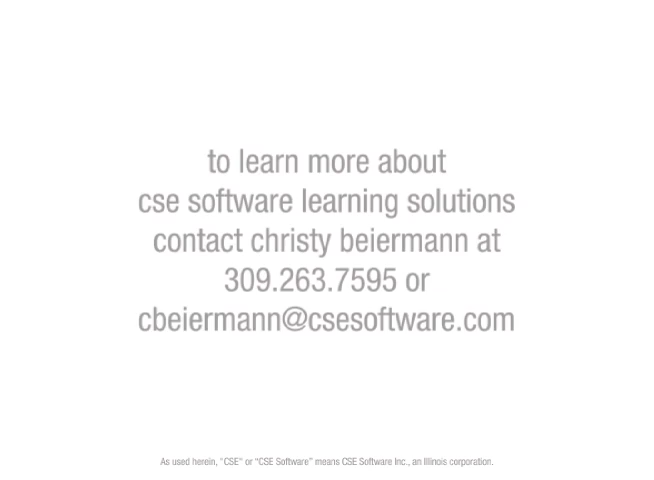 to learn more about
cse software learning solutions
contact christy beiermann at
309.263.7595 or
cbeiermann@csesoftware.com
As used herein, "CSE" or "CSE Software" means CSE Software Inc., an Illinois corporation.